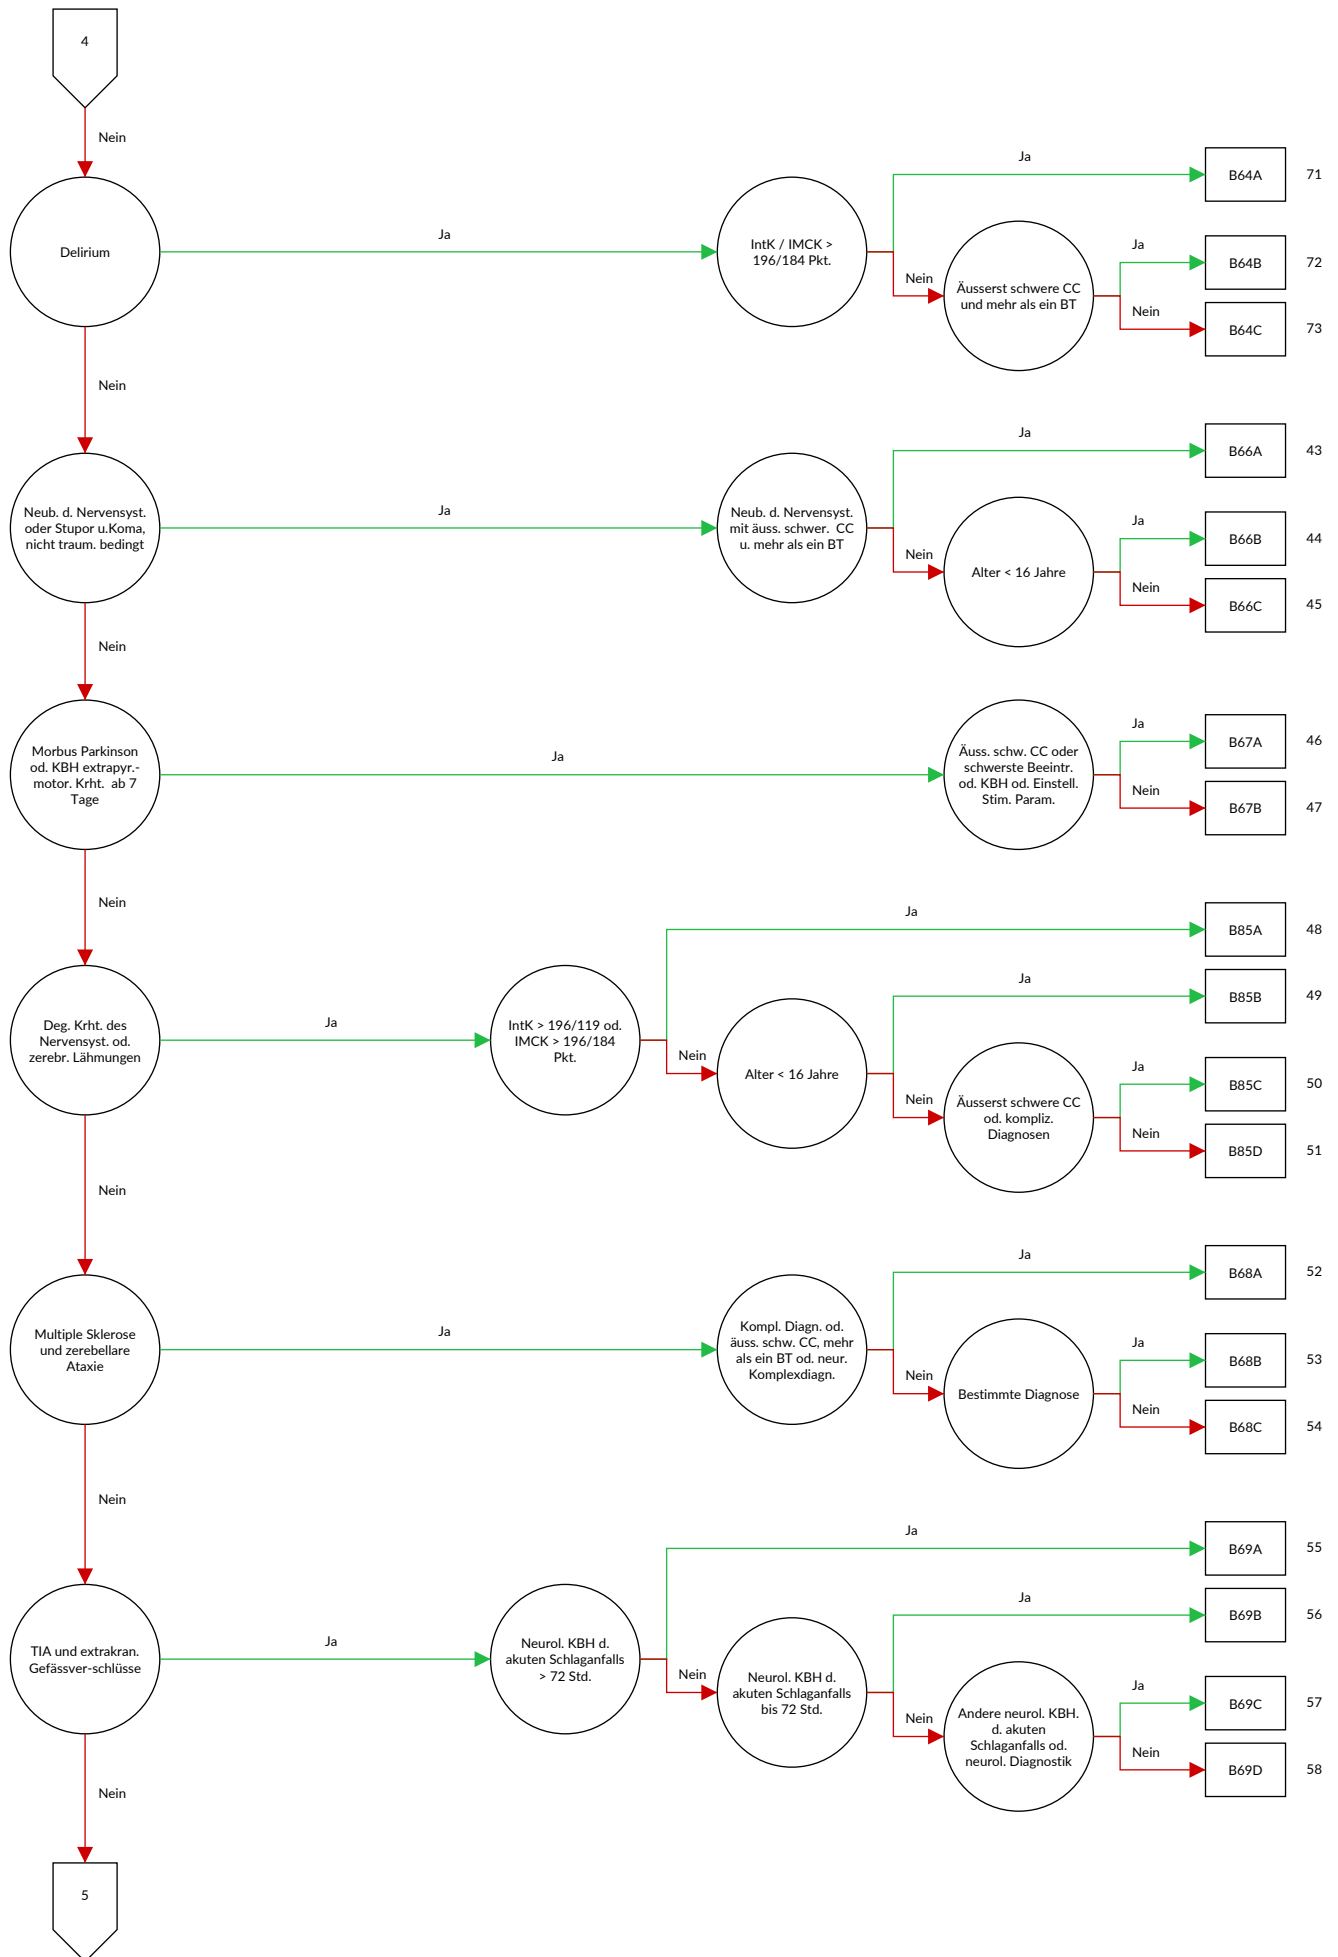 4
Nein
Delirium
Ja
IntK / IMCK >
196/184 Pkt.
Ja
B64A
71
Nein
Äusserst schwere CC
und mehr als ein BT
Ja
B64B
72
Nein
B64C
73
Nein
Neub. d. Nervensyst.
oder Stupor u.Koma,
nicht traum. bedingt
Ja
Neub. d. Nervensyst.
mit äuss. schwer. CC
u. mehr als ein BT
Ja
B66A
43
Nein
Alter < 16 Jahre
Ja
B66B
44
Nein
B66C
45
Nein
Morbus Parkinson
od. KBH extrapyr.-
motor. Krht. ab 7
Tage
Ja
Äuss. schw. CC oder
schwerste Beeintr.
od. KBH od. Einstell.
Stim. Param.
Ja
B67A
46
Nein
B67B
47
Nein
Deg. Krht. des
Nervensyst. od.
zerebr. Lähmungen
Ja
IntK > 196/119 od.
IMCK > 196/184
Pkt.
Ja
B85A
48
Nein
Alter < 16 Jahre
Ja
B85B
49
Nein
Äusserst schwere CC
od. kompliz.
Diagnosen
Ja
B85C
50
Nein
B85D
51
Nein
Multiple Sklerose
und zerebellare
Ataxie
Ja
Kompl. Diagn. od.
äuss. schw. CC, mehr
als ein BT od. neur.
Komplexdiagn.
Ja
B68A
52
Nein
Bestimmte Diagnose
Ja
B68B
53
Nein
B68C
54
Nein
TIA und extrakran.
Gefässver-schlüsse
Ja
Neurol. KBH d.
akuten Schlaganfalls
> 72 Std.
Ja
B69A
55
Nein
Neurol. KBH d.
akuten Schlaganfalls
bis 72 Std.
Ja
B69B
56
Nein
Andere neurol. KBH.
d. akuten
Schlaganfalls od.
neurol. Diagnostik
Ja
B69C
57
Nein
B69D
58
Nein
5